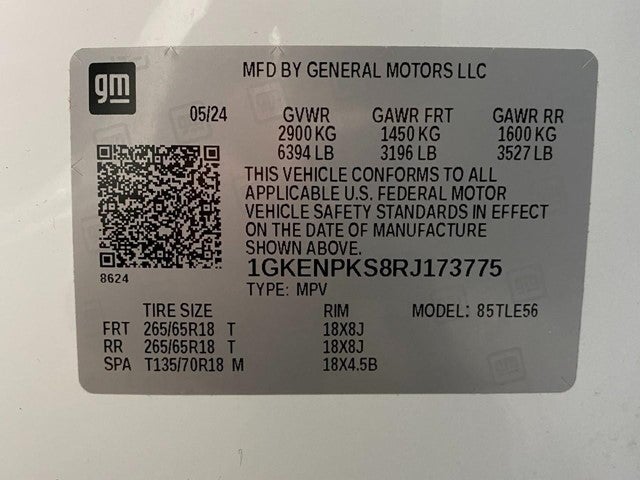 gm
MFD BY GENERAL MOTORS LLC
05/24 GVWR GAWR FRT GAWR RR
2900 KG 1450 KG 1600 KG
6394 LB 3196 LB 3527 LB
THIS VEHICLE CONFORMS TO ALL
APPLICABLE U.S. FEDERAL MOTOR
VEHICLE SAFETY STANDARDS IN EFFECT
ON THE DATE OF MANUFACTURE
SHOWN ABOVE.
8624
1GKENPKS8RJ173775
TYPE: MPV
TIRE SIZE RIM MODEL: 85TLE56
FRT 265/65R18 T 18X8J
RR 265/65R18 T 18X8J
SPA T135/70R18 M 18X4.5B